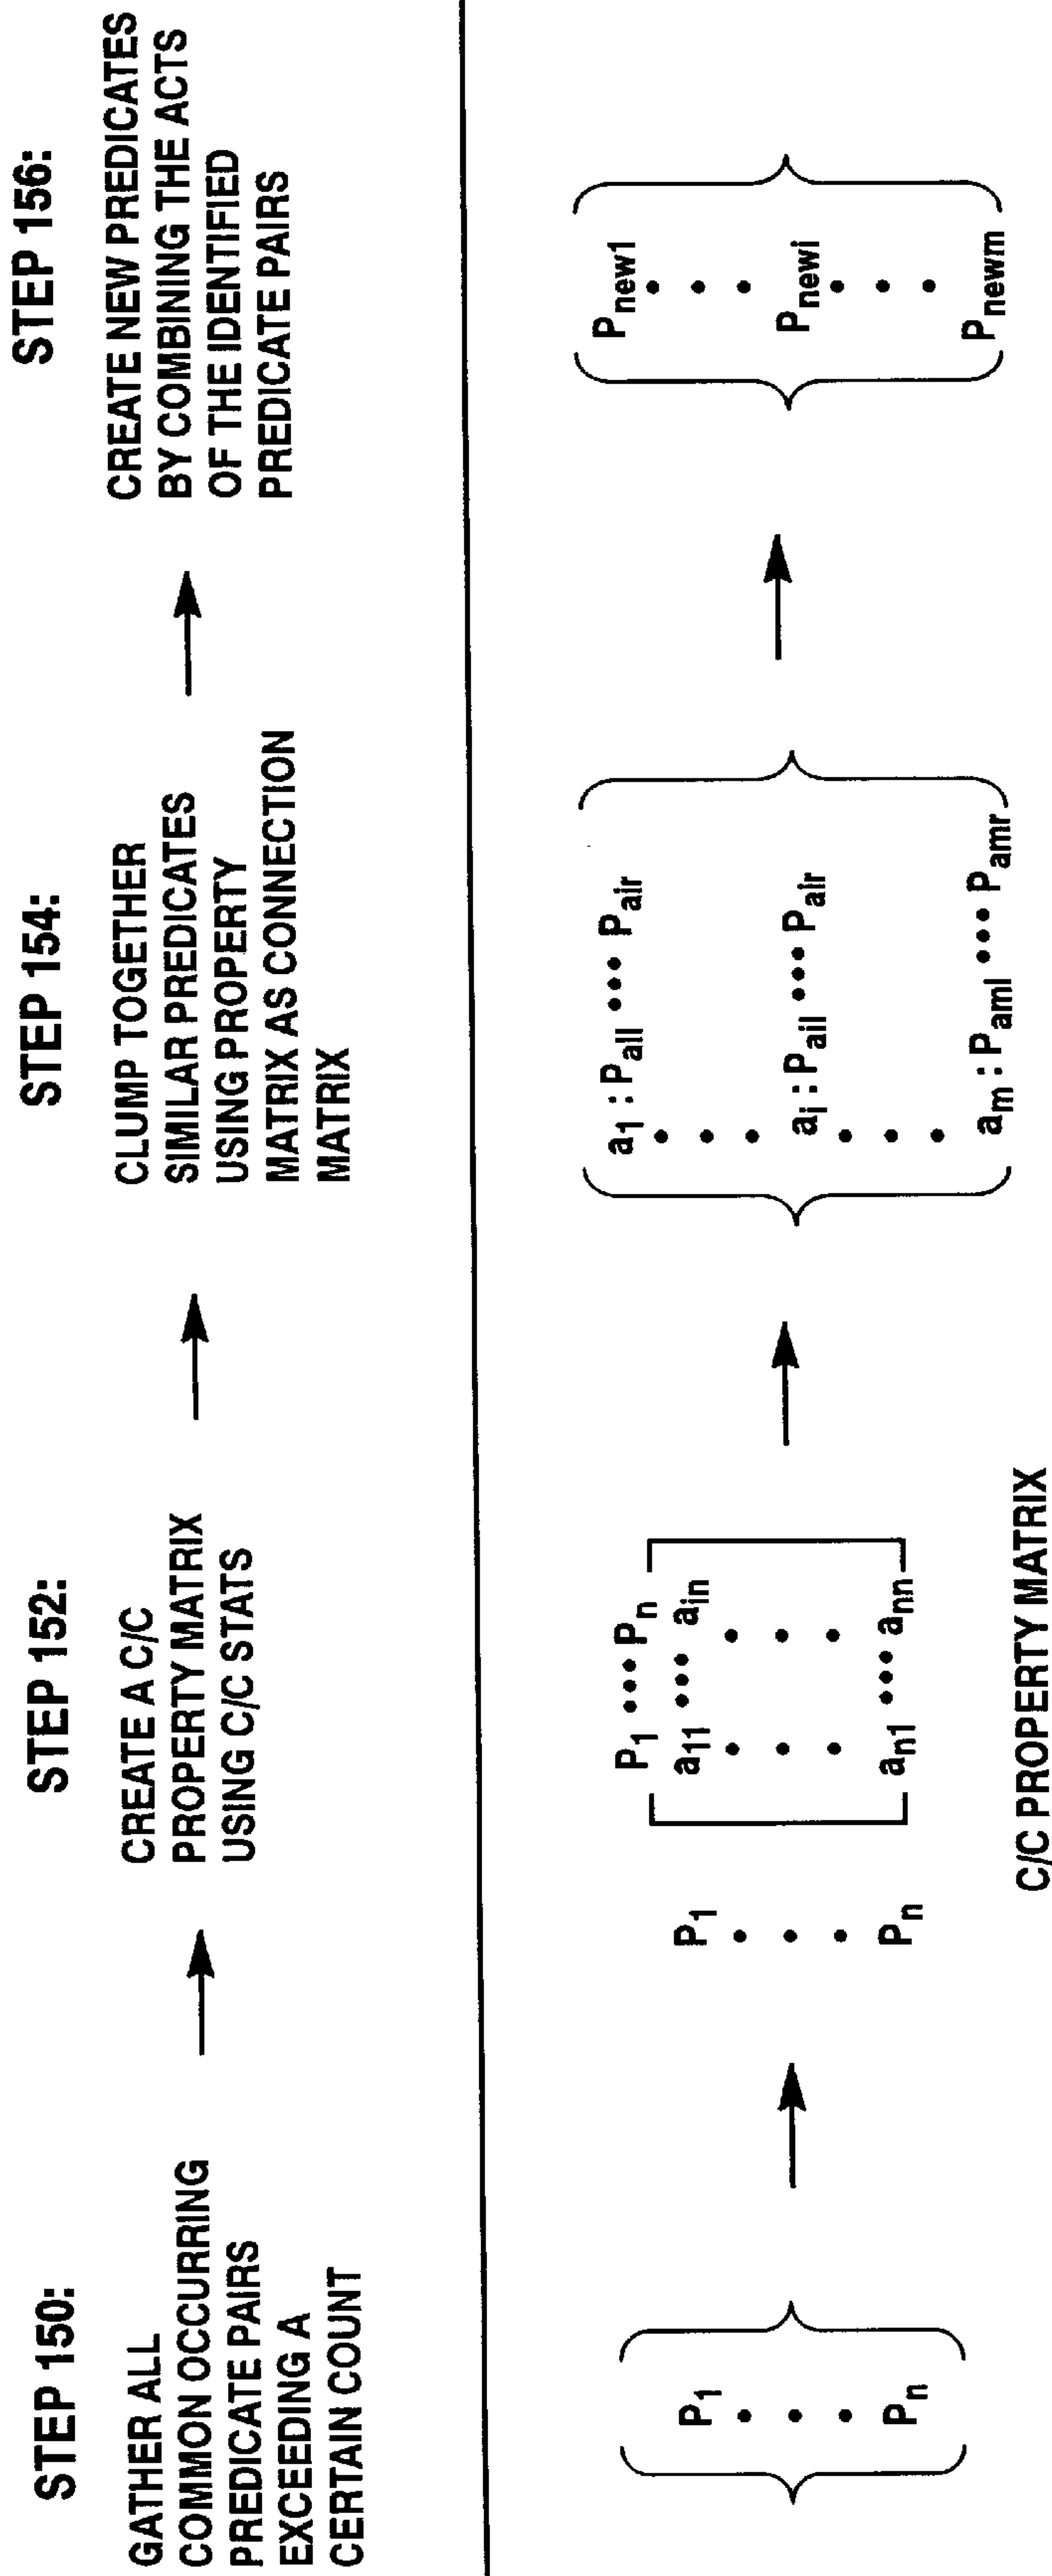 STEP 150:
GATHER ALL
COMMON OCCURRING
PREDICATE PAIRS
EXCEEDING A
CERTAIN COUNT
STEP 152:
CREATE A C/C
PROPERTY MATRIX
USING C/C STATS
STEP 154:
CLUMP TOGETHER
SIMILAR PREDICATES
USING PROPERTY
MATRIX AS CONNECTION
MATRIX
STEP 156:
CREATE NEW PREDICATES
BY COMBINING THE ACTS
OF THE IDENTIFIED
PREDICATE PAIRS
P1
Pn
P1
Pn
P1 ••• Pn
a11 ••• ain
an1 ••• ann
C/C PROPERTY MATRIX
a1 : Pall ••• Pair
ai : Pail ••• Pair
am : Paml ••• Pamr
Pnew1
Pnewi
Pnewm